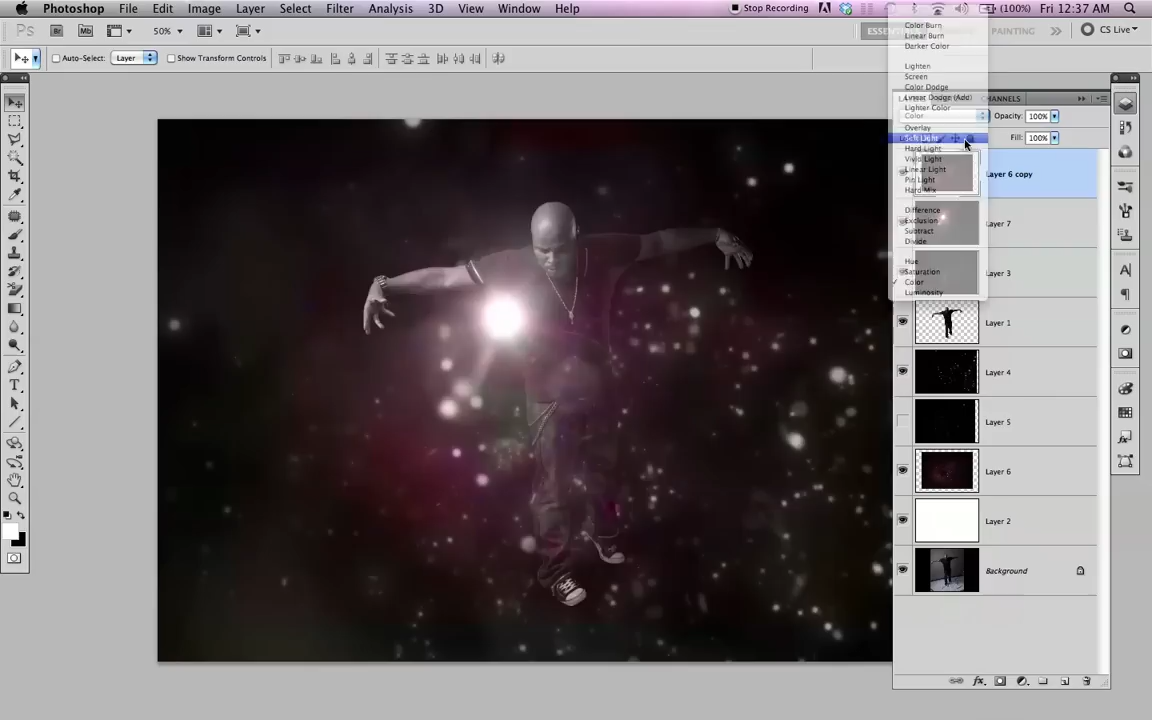 Photoshop File Edit Image Layer Select Filter Analysis 3D View Window Help Stop Recording (100%) Fri 12:37 AM
Ps Br Mb 50% PAINTING CS Live
Auto-Select: Layer Show Transform Controls
Color Burn
Linear Burn
Darker Color
Lighten
Screen
Color Dodge
Linear Dodge (Add)
Lighter Color
Color
Overlay
Soft Light
Hard Light
Vivid Light
Linear Light
Pin Light
Hard Mix
Difference
Exclusion
Subtract
Divide
Hue
Saturation
Color
Luminosity
CHANNELS
Opacity: 100%
Fill: 100%
Layer 6 copy
Layer 7
Layer 3
Layer 1
Layer 4
Layer 5
Layer 6
Layer 2
Background